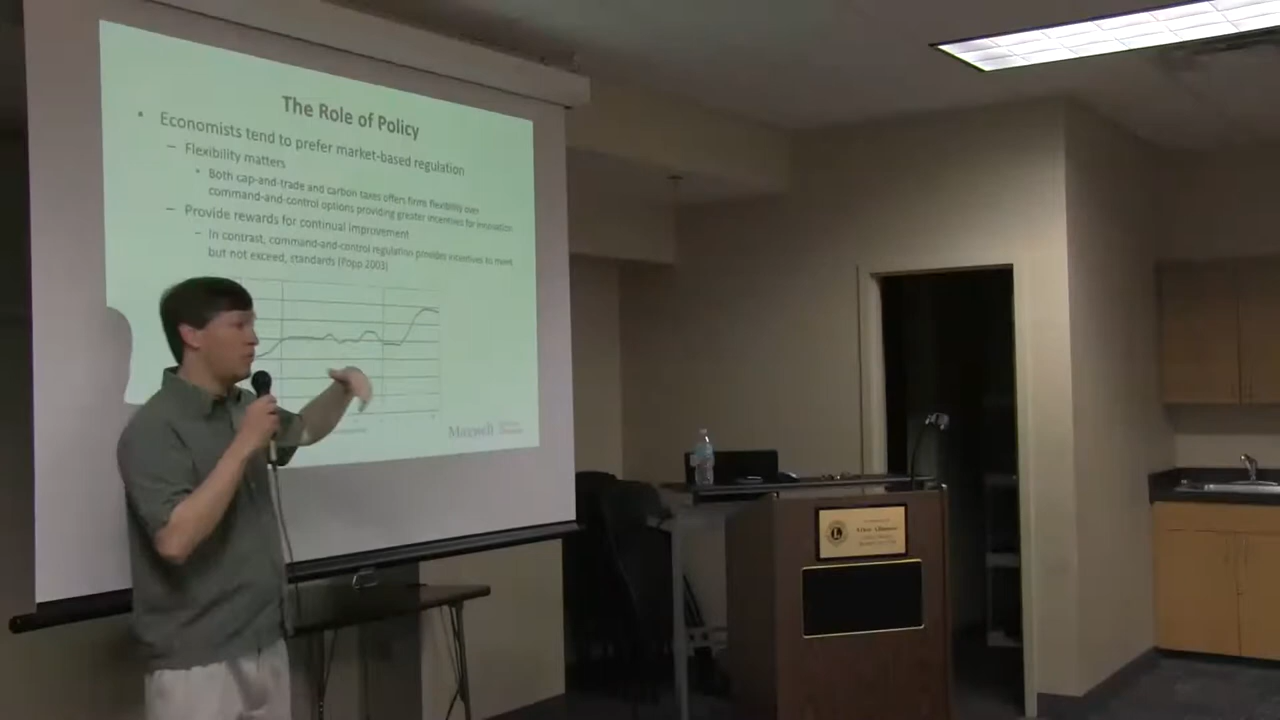 The Role of Policy
• Economists tend to prefer market-based regulation
– Flexibility matters
• Both cap-and-trade and carbon taxes offers firms flexibility over
command-and-control options providing greater incentives for innovation
– Provide rewards for continual improvement
– In contrast, command-and-control regulation provides incentives to meet,
but not exceed, standards (Popp 2003)
Maxwell
L